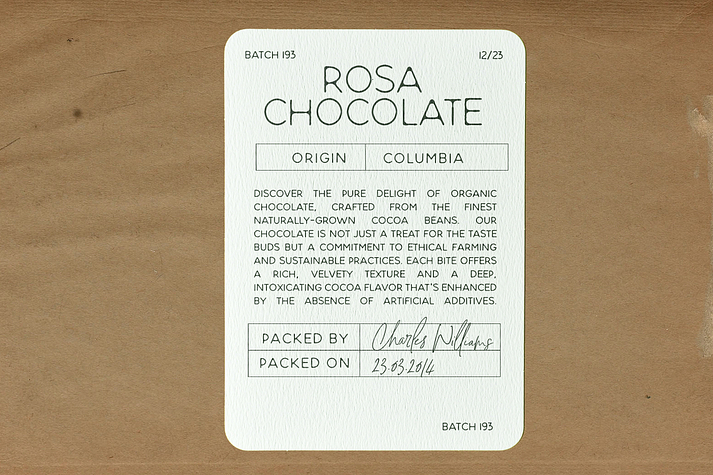 BATCH 193 12/23
ROSA
CHOCOLATE
ORIGIN COLUMBIA
DISCOVER THE PURE DELIGHT OF ORGANIC
CHOCOLATE, CRAFTED FROM THE FINEST
NATURALLY-GROWN COCOA BEANS. OUR
CHOCOLATE IS NOT JUST A TREAT FOR THE TASTE
BUDS BUT A COMMITMENT TO ETHICAL FARMING
AND SUSTAINABLE PRACTICES. EACH BITE OFFERS
A RICH, VELVETY TEXTURE AND A DEEP,
INTOXICATING COCOA FLAVOR THAT'S ENHANCED
BY THE ABSENCE OF ARTIFICIAL ADDITIVES.
PACKED BY Charles Williams
PACKED ON 23.03.2014
BATCH 193